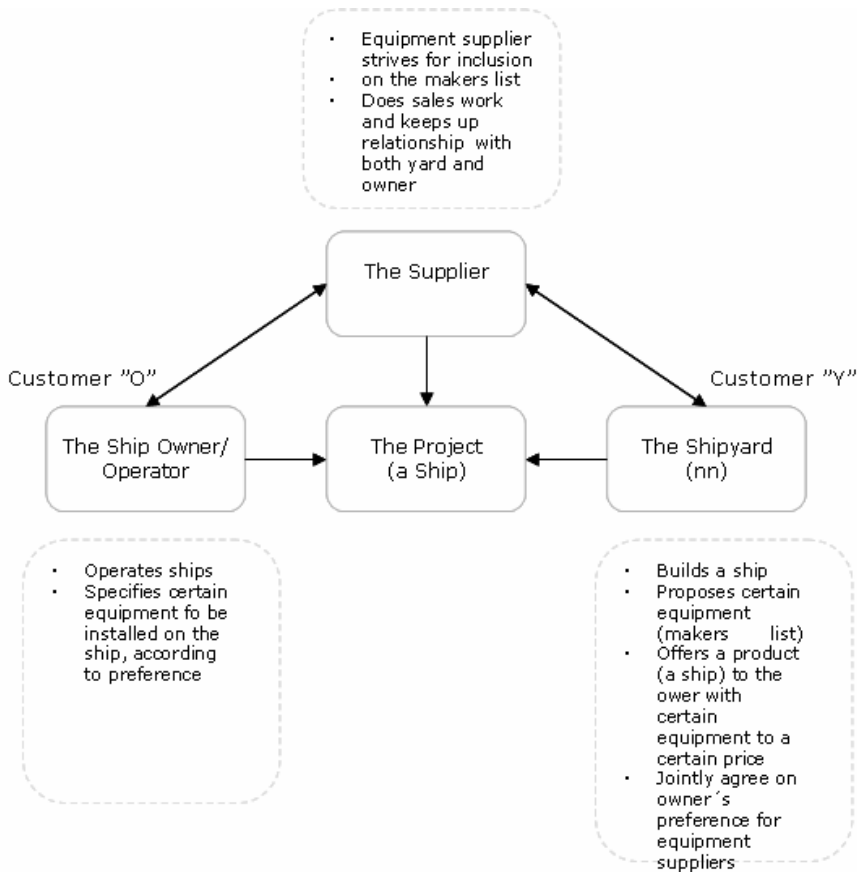 · Equipment supplier
strives for inclusion
· on the makers list
· Does sales work
and keeps up
relationship with
both yard and
owner
The Supplier
Customer ”O”
Customer ”Y”
The Ship Owner/
Operator
The Project
(a Ship)
The Shipyard
(nn)
· Operates ships
· Specifies certain
equipment fo be
installed on the
ship, according
to preference
· Builds a ship
· Proposes certain
equipment
(makers list)
· Offers a product
(a ship) to the
ower with
certain
equipment to a
certain price
· Jointly agree on
owner´s
preference for
equipment
suppliers